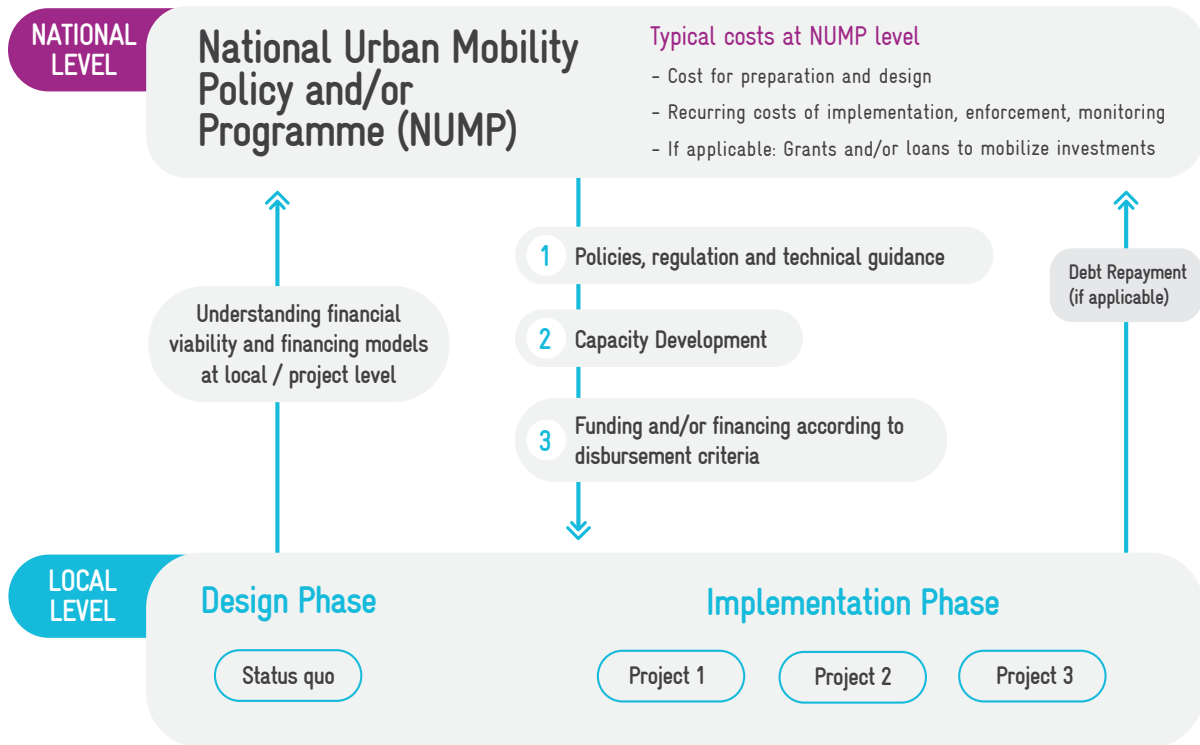 NATIONAL
LEVEL
National Urban Mobility
Policy and/or
Programme (NUMP)
Typical costs at NUMP level
- Cost for preparation and design
- Recurring costs of implementation, enforcement, monitoring
- If applicable: Grants and/or loans to mobilize investments
1 Policies, regulation and technical guidance
Debt Repayment
(if applicable)
Understanding financial
viability and financing models
at local / project level
2 Capacity Development
3 Funding and/or financing according to
disbursement criteria
LOCAL
LEVEL
Design Phase
Implementation Phase
Status quo
Project 1
Project 2
Project 3